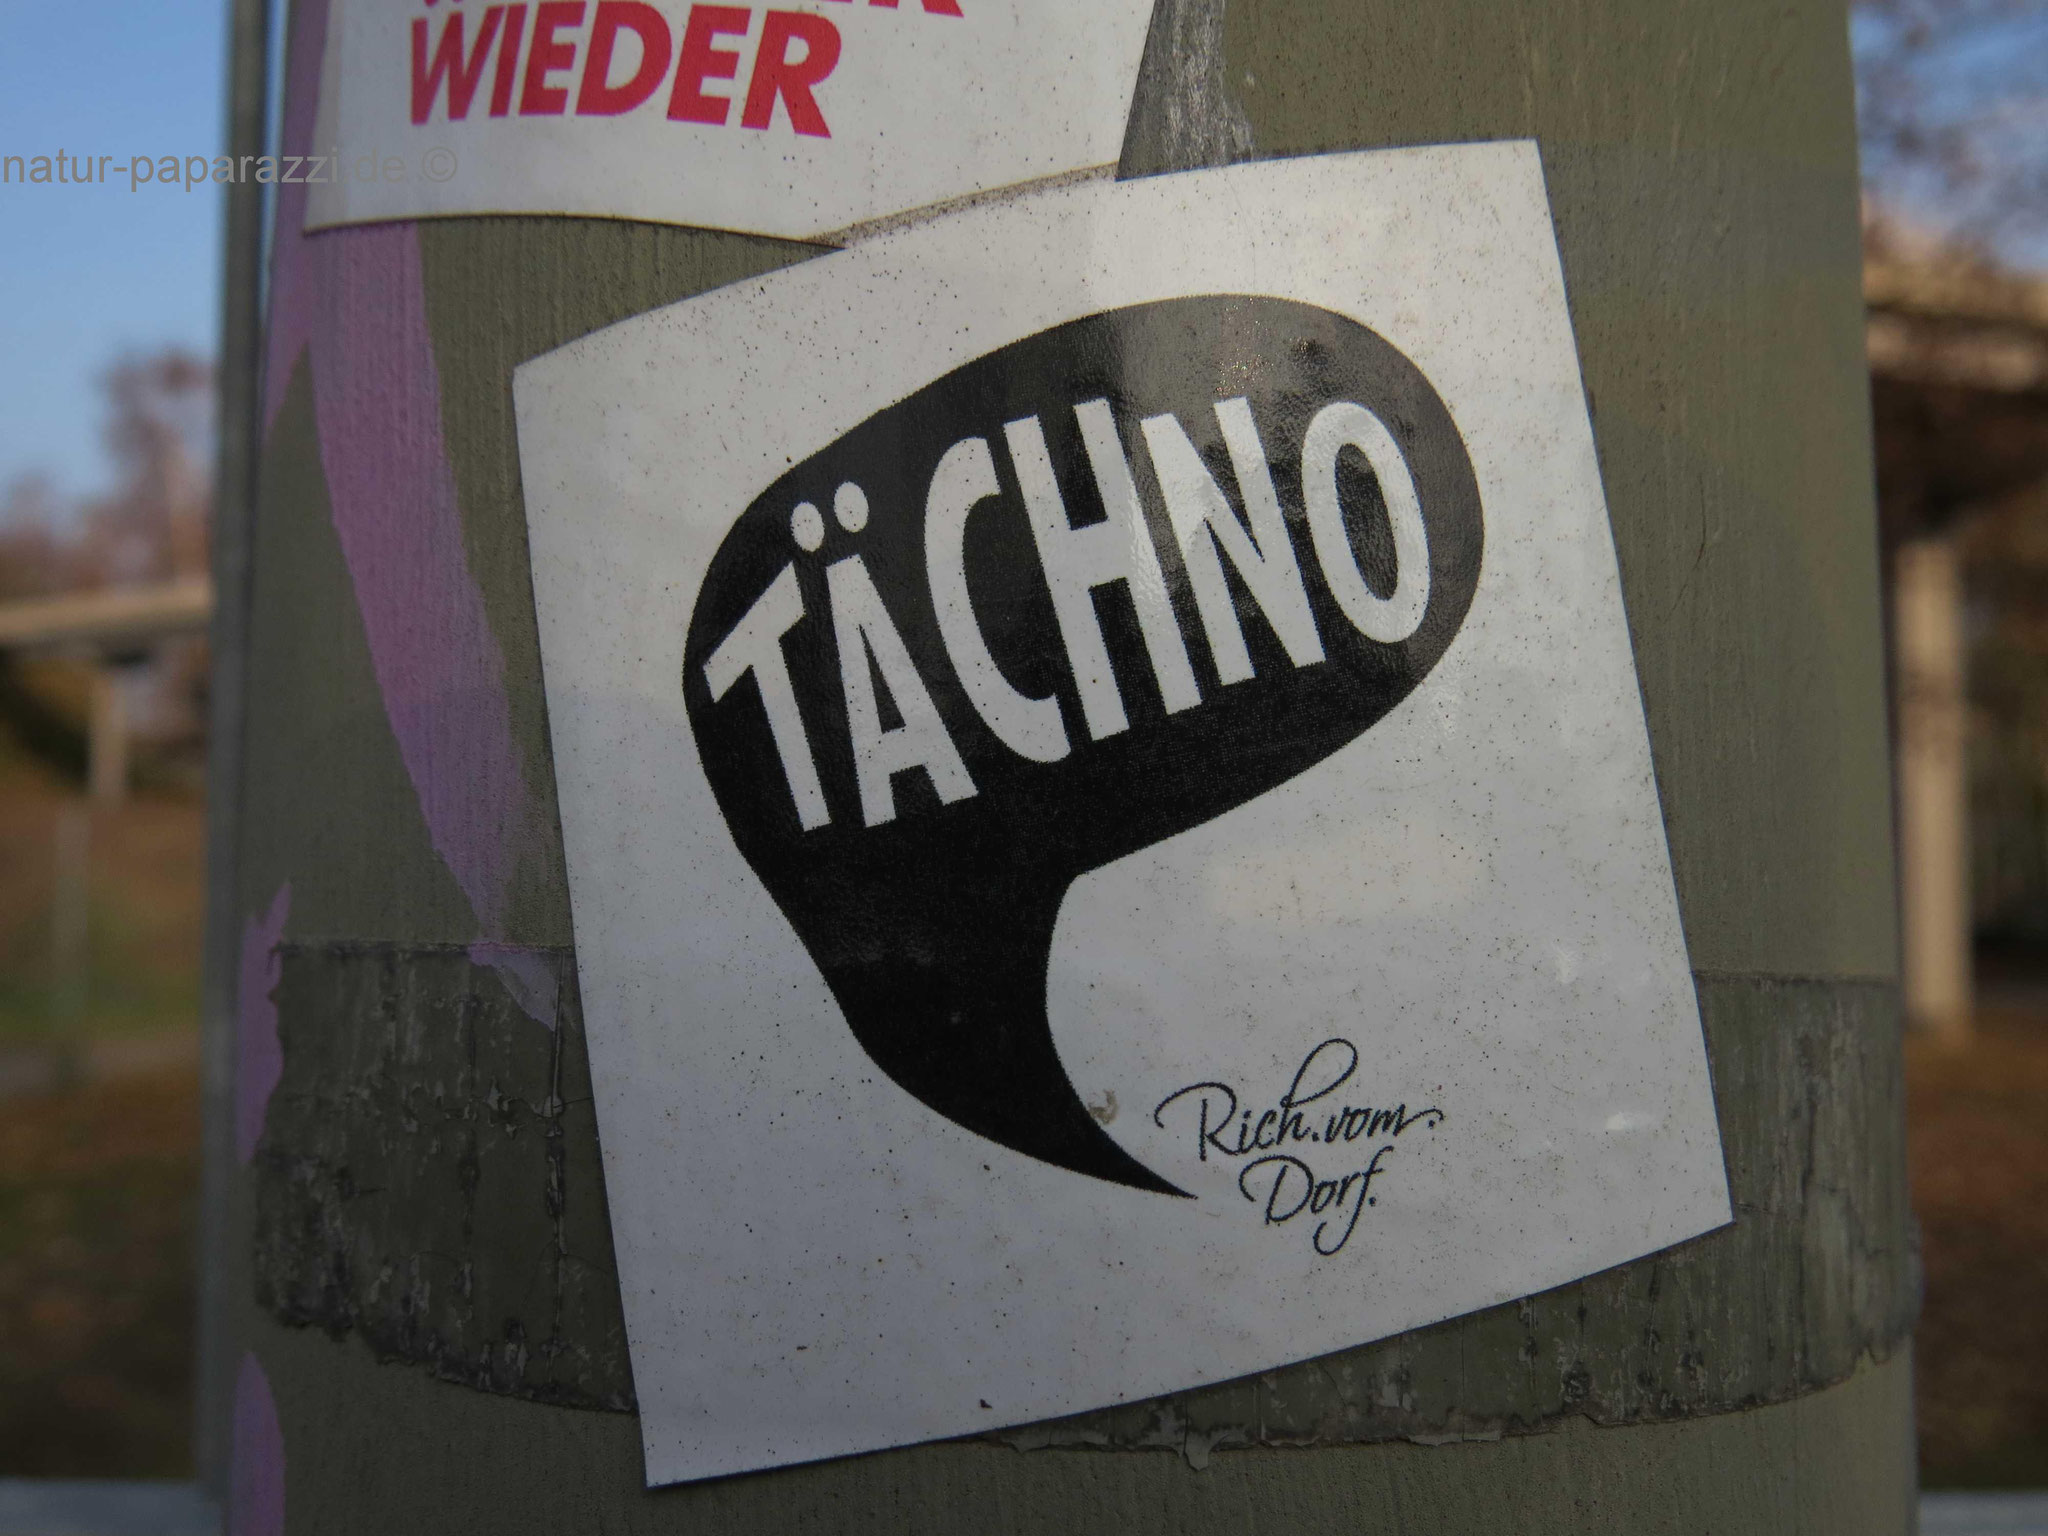 WIEDER
natur-paparazzi.de ©
TÄCHNO
Rich.vom.
Dorf.